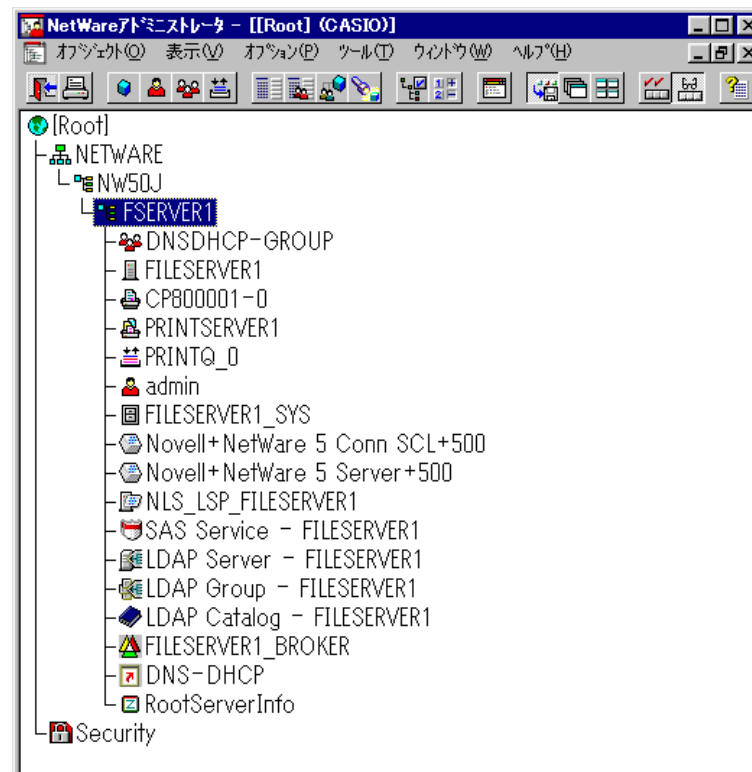 NetWareアドミニストレータ - [[Root] (CASIO)]
オブジェクト(O) 表示(V) オプション(P) ツール(T) ウィンドウ(W) ヘルプ(H)
[Root]
NETWARE
NW50J
FSERVER1
DNSDHCP-GROUP
FILESERVER1
CP800001-0
PRINTSERVER1
PRINTQ_0
admin
FILESERVER1_SYS
Novell+NetWare 5 Conn SCL+500
Novell+NetWare 5 Server+500
NLS_LSP_FILESERVER1
SAS Service - FILESERVER1
LDAP Server - FILESERVER1
LDAP Group - FILESERVER1
LDAP Catalog - FILESERVER1
FILESERVER1_BROKER
DNS-DHCP
RootServerInfo
Security